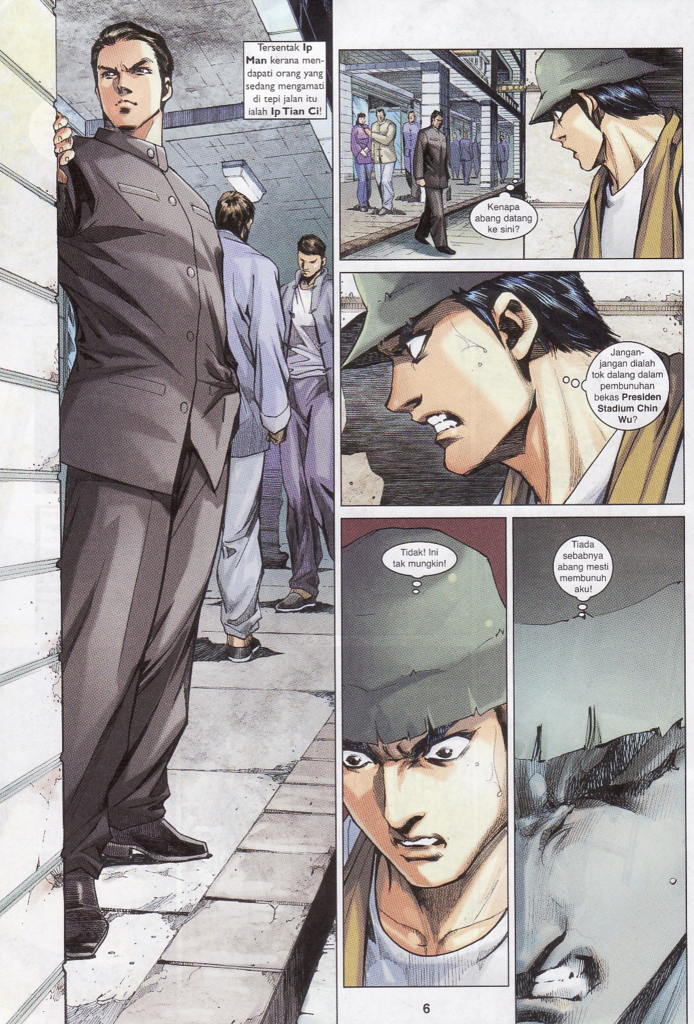 Tersentak Ip
Man kerana men-
dapati orang yang
sedang mengamati
di tepi jalan itu
ialah Ip Tian Ci!
Kenapa
abang datang
ke sini?
Jangan-
jangan dialah
tok dalang dalam
pembunuhan
bekas Presiden
Stadium Chin
Wu?
Tidak! Ini
tak mungkin!
Tiada
sebabnya
abang mesti
membunuh
aku!
6